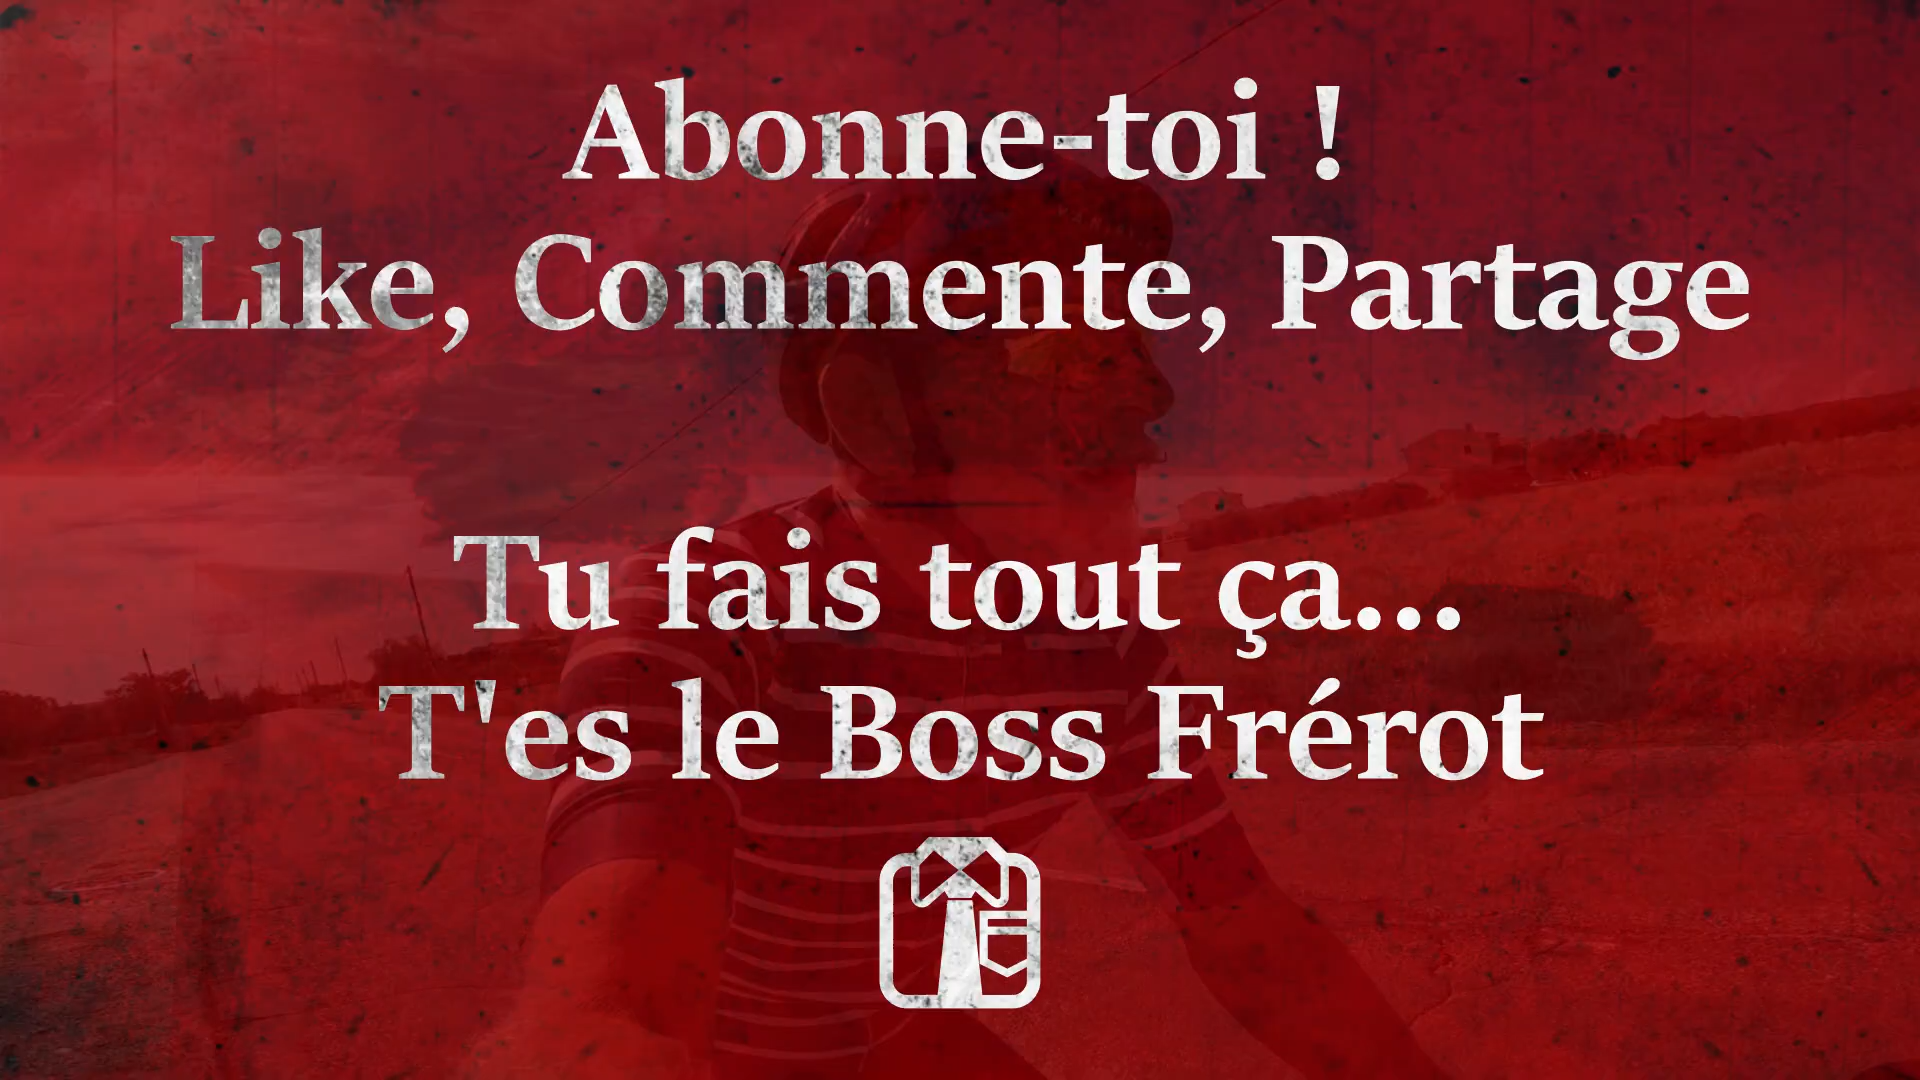 Abonne-toi !
Like, Commente, Partage
Tu fais tout ça...
T'es le Boss Frérot